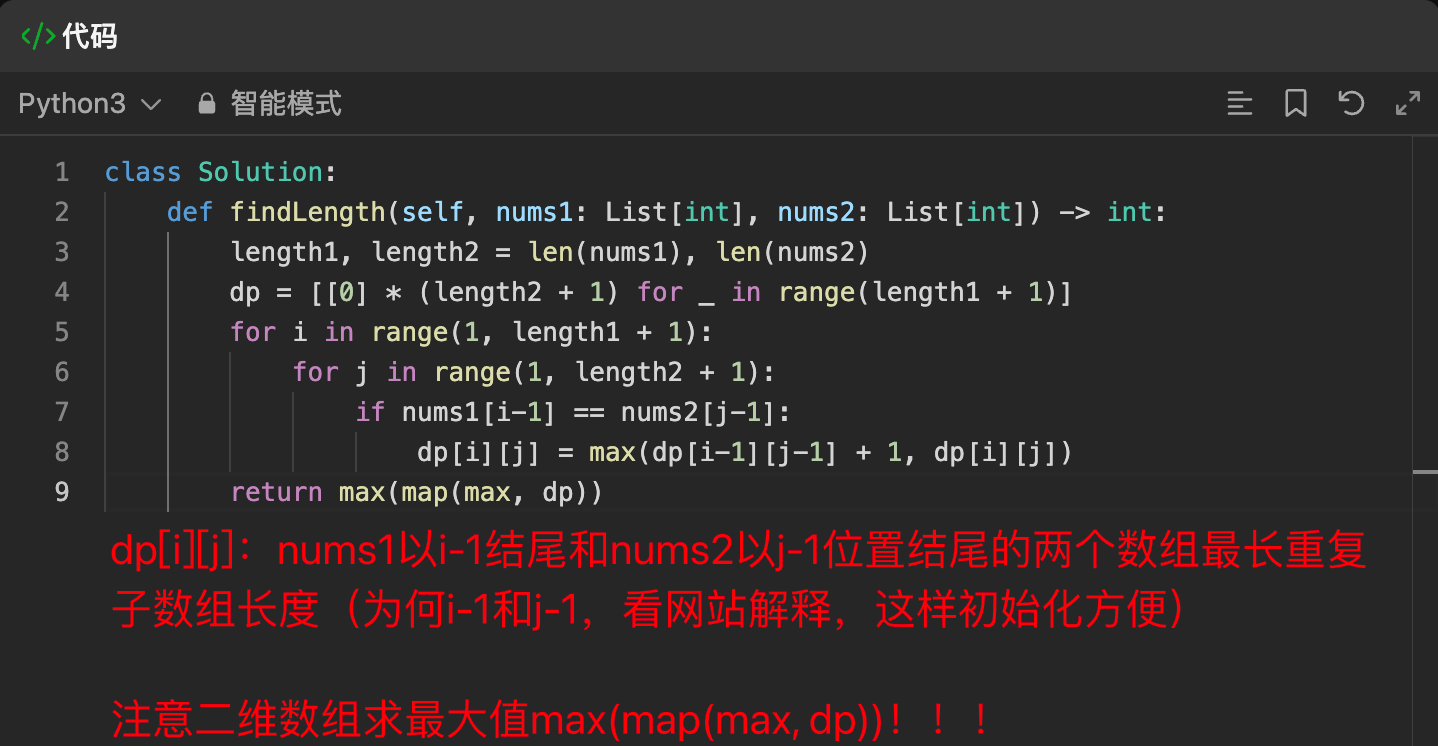 </> 代码
Python3 智能模式
1 class Solution:
2     def findLength(self, nums1: List[int], nums2: List[int]) -> int:
3         length1, length2 = len(nums1), len(nums2)
4         dp = [[0] * (length2 + 1) for _ in range(length1 + 1)]
5         for i in range(1, length1 + 1):
6             for j in range(1, length2 + 1):
7                 if nums1[i-1] == nums2[j-1]:
8                     dp[i][j] = max(dp[i-1][j-1] + 1, dp[i][j])
9         return max(map(max, dp))
dp[i][j]：nums1以i-1结尾和nums2以j-1位置结尾的两个数组最长重复
子数组长度（为何i-1和j-1，看网站解释，这样初始化方便）
注意二维数组求最大值max(map(max, dp))！！！